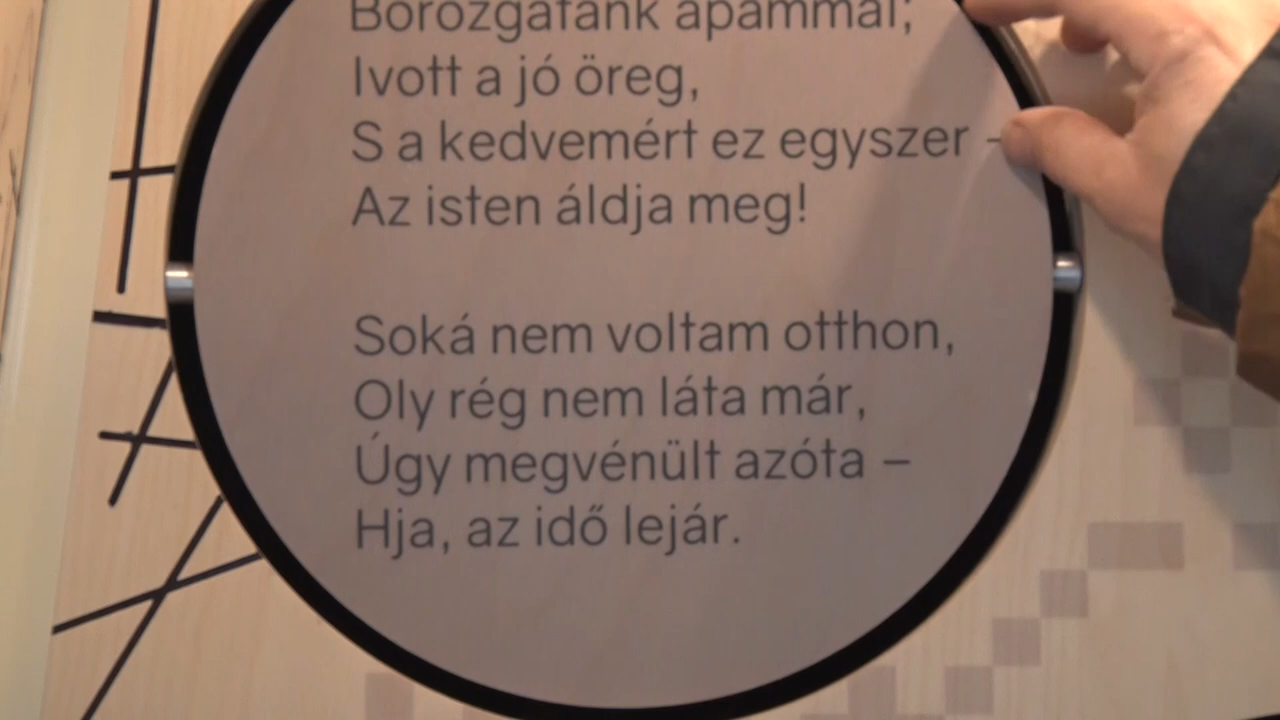 Borozgatánk apámmal;
Ivott a jó öreg,
S a kedvemért ez egyszer –
Az isten áldja meg!
Soká nem voltam otthon,
Oly rég nem láta már,
Úgy megvénült azóta –
Hja, az idő lejár.